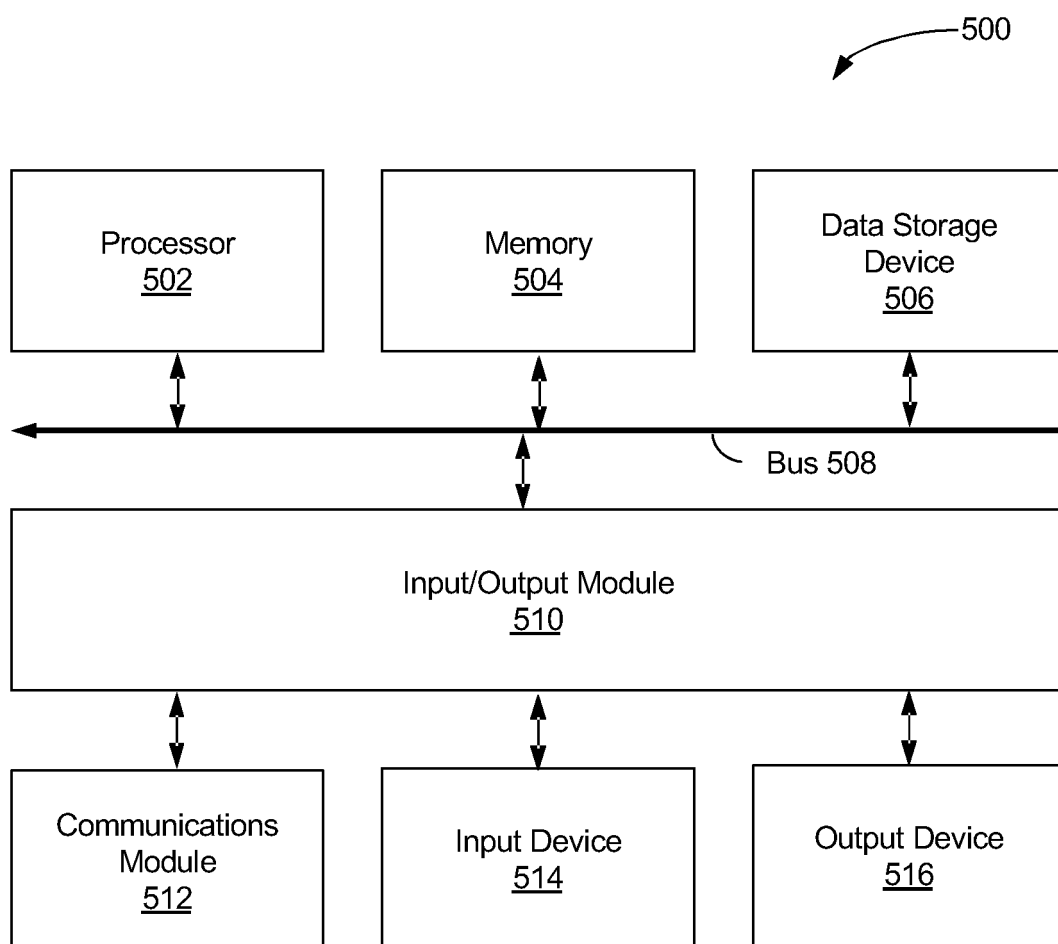 500
Processor
502
Memory
504
Data Storage
Device
506
Bus 508
Input/Output Module
510
Communications
Module
512
Input Device
514
Output Device
516